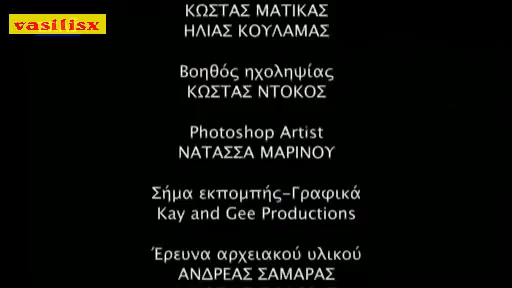 vasilisx
ΚΩΣΤΑΣ ΜΑΤΙΚΑΣ
ΗΛΙΑΣ ΚΟΥΛΑΜΑΣ
Βοηθός ηχοληψίας
ΚΩΣΤΑΣ ΝΤΟΚΟΣ
Photoshop Artist
ΝΑΤΑΣΣΑ ΜΑΡΙΝΟΥ
Σήμα εκπομπής-Γραφικά
Kay and Gee Productions
Έρευνα αρχειακού υλικού
ΑΝΔΡΕΑΣ ΣΑΜΑΡΑΣ